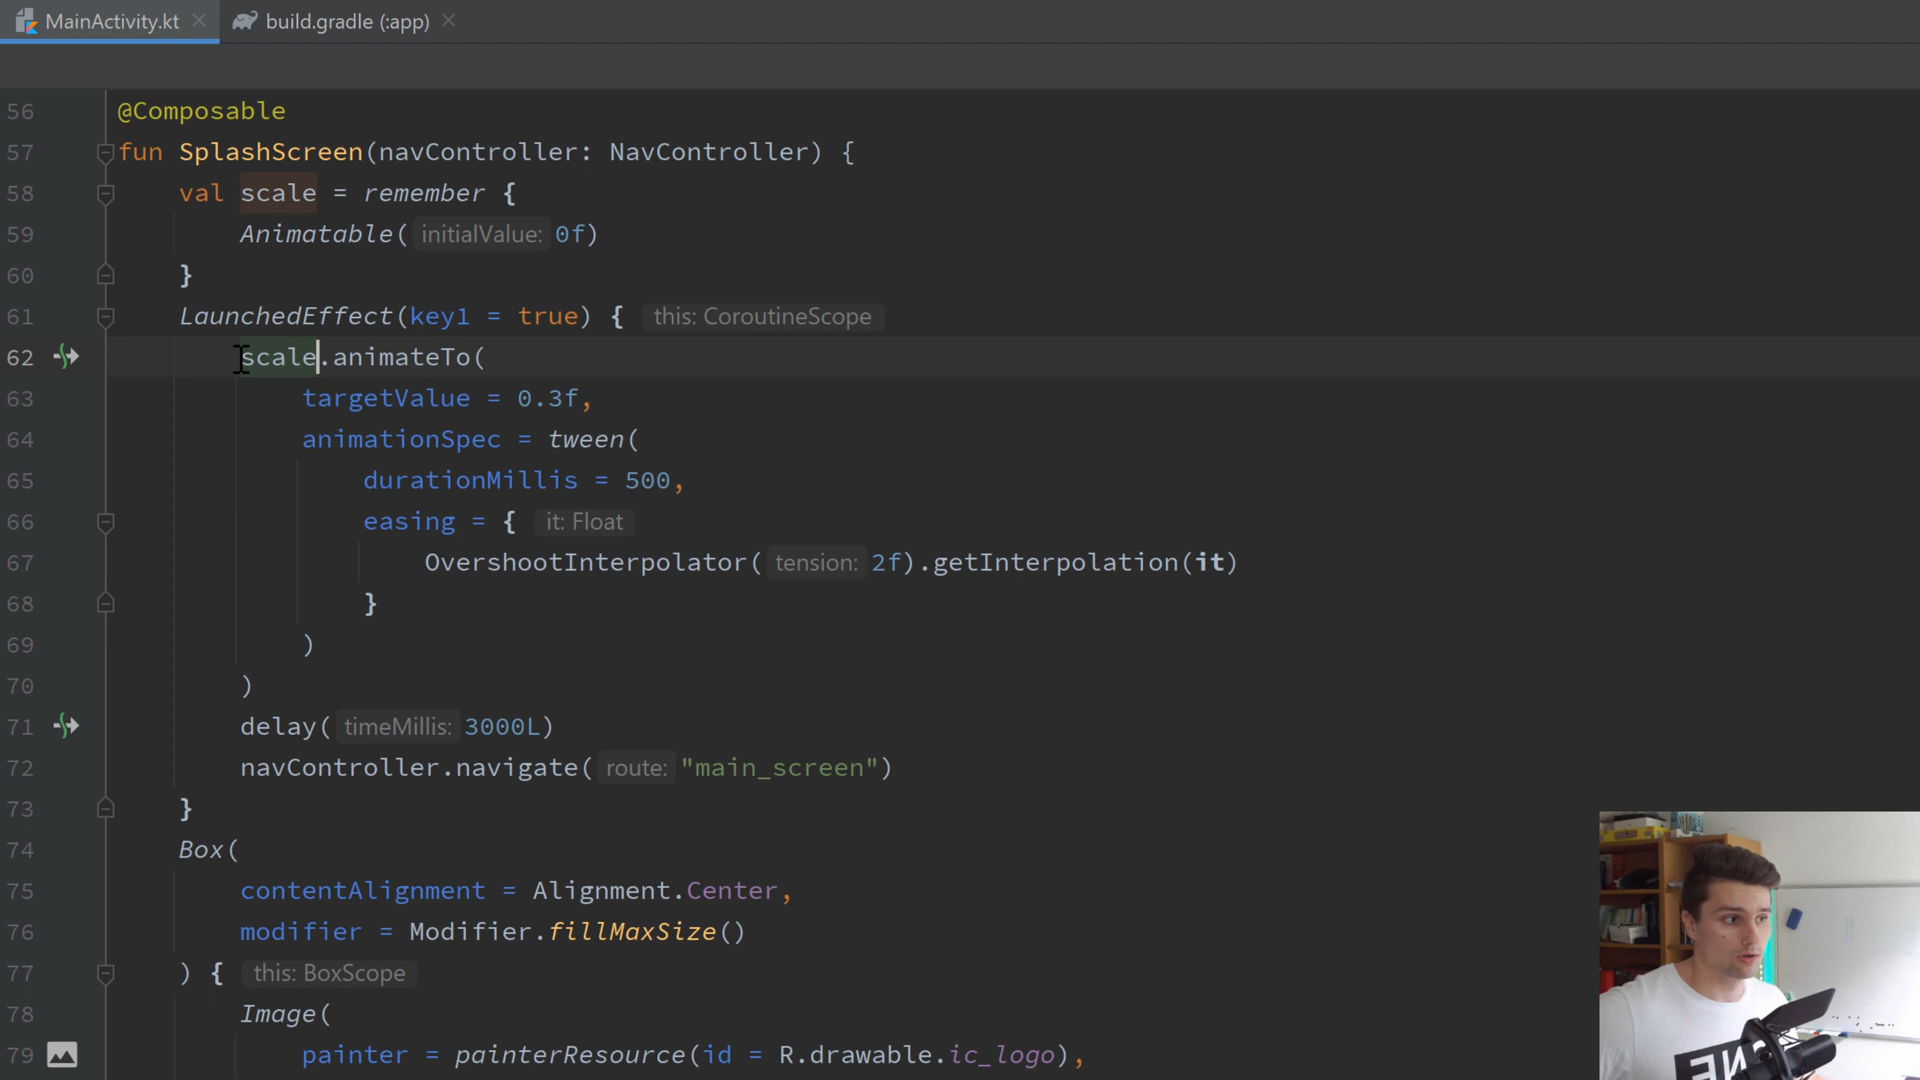 MainActivity.kt
build.gradle (:app)
56 @Composable
57 fun SplashScreen(navController: NavController) {
58 val scale = remember {
59 Animatable( initialValue: 0f)
60 }
61 LaunchedEffect(key1 = true) { this: CoroutineScope
62 scale.animateTo(
63 targetValue = 0.3f,
64 animationSpec = tween(
65 durationMillis = 500,
66 easing = { it: Float
67 OvershootInterpolator( tension: 2f).getInterpolation(it)
68 }
69 )
70 )
71 delay( timeMillis: 3000L)
72 navController.navigate( route: "main_screen")
73 }
74 Box(
75 contentAlignment = Alignment.Center,
76 modifier = Modifier.fillMaxSize()
77 ) { this: BoxScope
78 Image(
79 painter = painterResource(id = R.drawable.ic_logo),